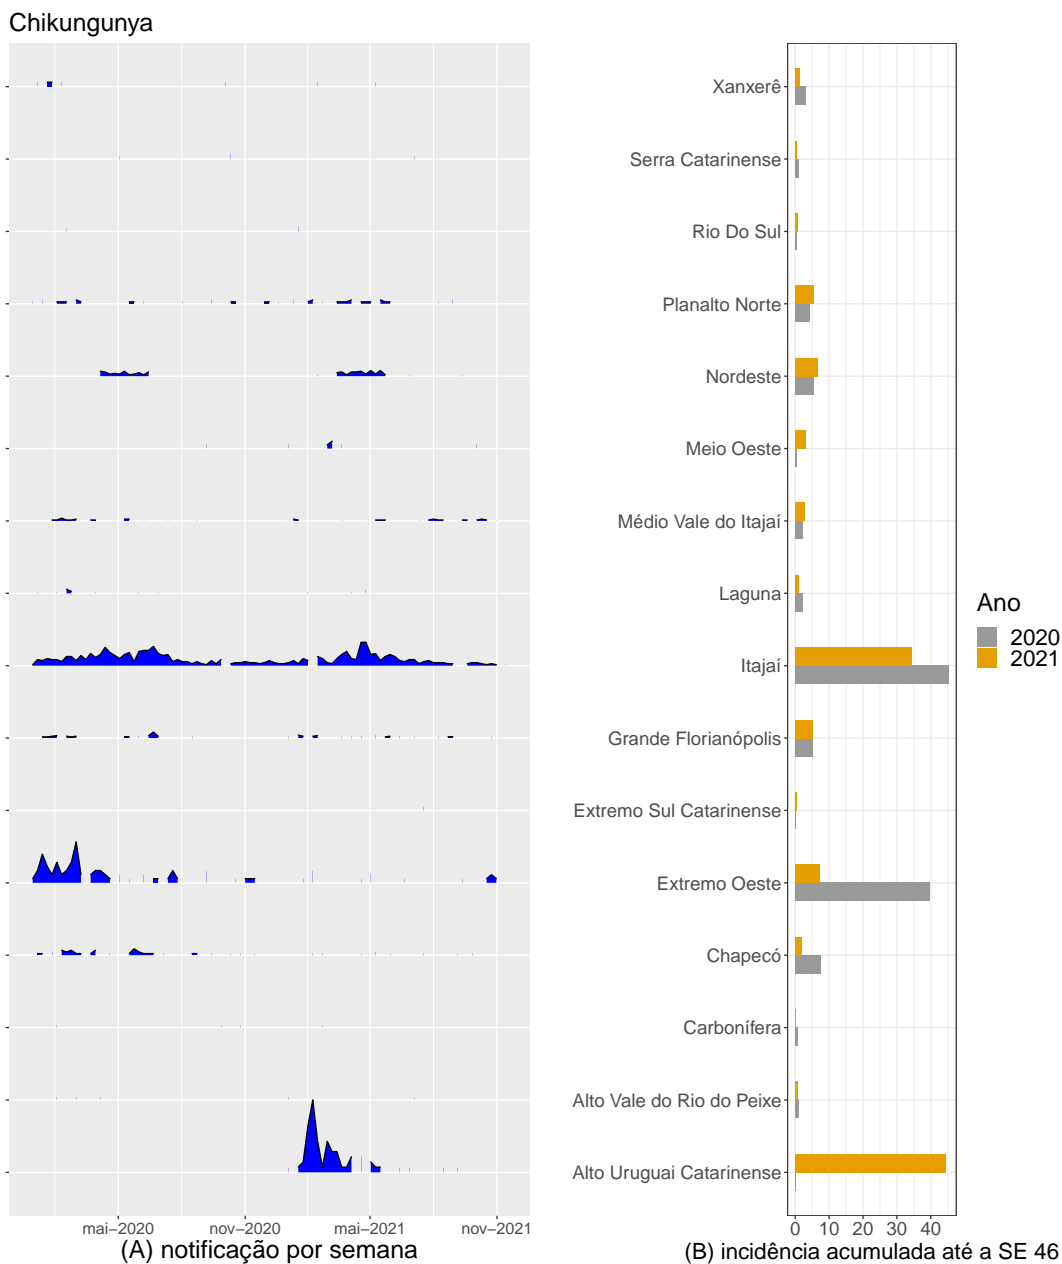 Chikungunya
Xanxerê
Serra Catarinense
Rio Do Sul
Planalto Norte
Nordeste
Meio Oeste
Médio Vale do Itajaí
Laguna
Itajaí
Grande Florianópolis
Extremo Sul Catarinense
Extremo Oeste
Chapecó
Carbonífera
Alto Vale do Rio do Peixe
Alto Uruguai Catarinense
Ano
2020
2021
mai–2020 nov–2020 mai–2021 nov–2021
(A) notificação por semana
0 10 20 30 40
(B) incidência acumulada até a SE 46